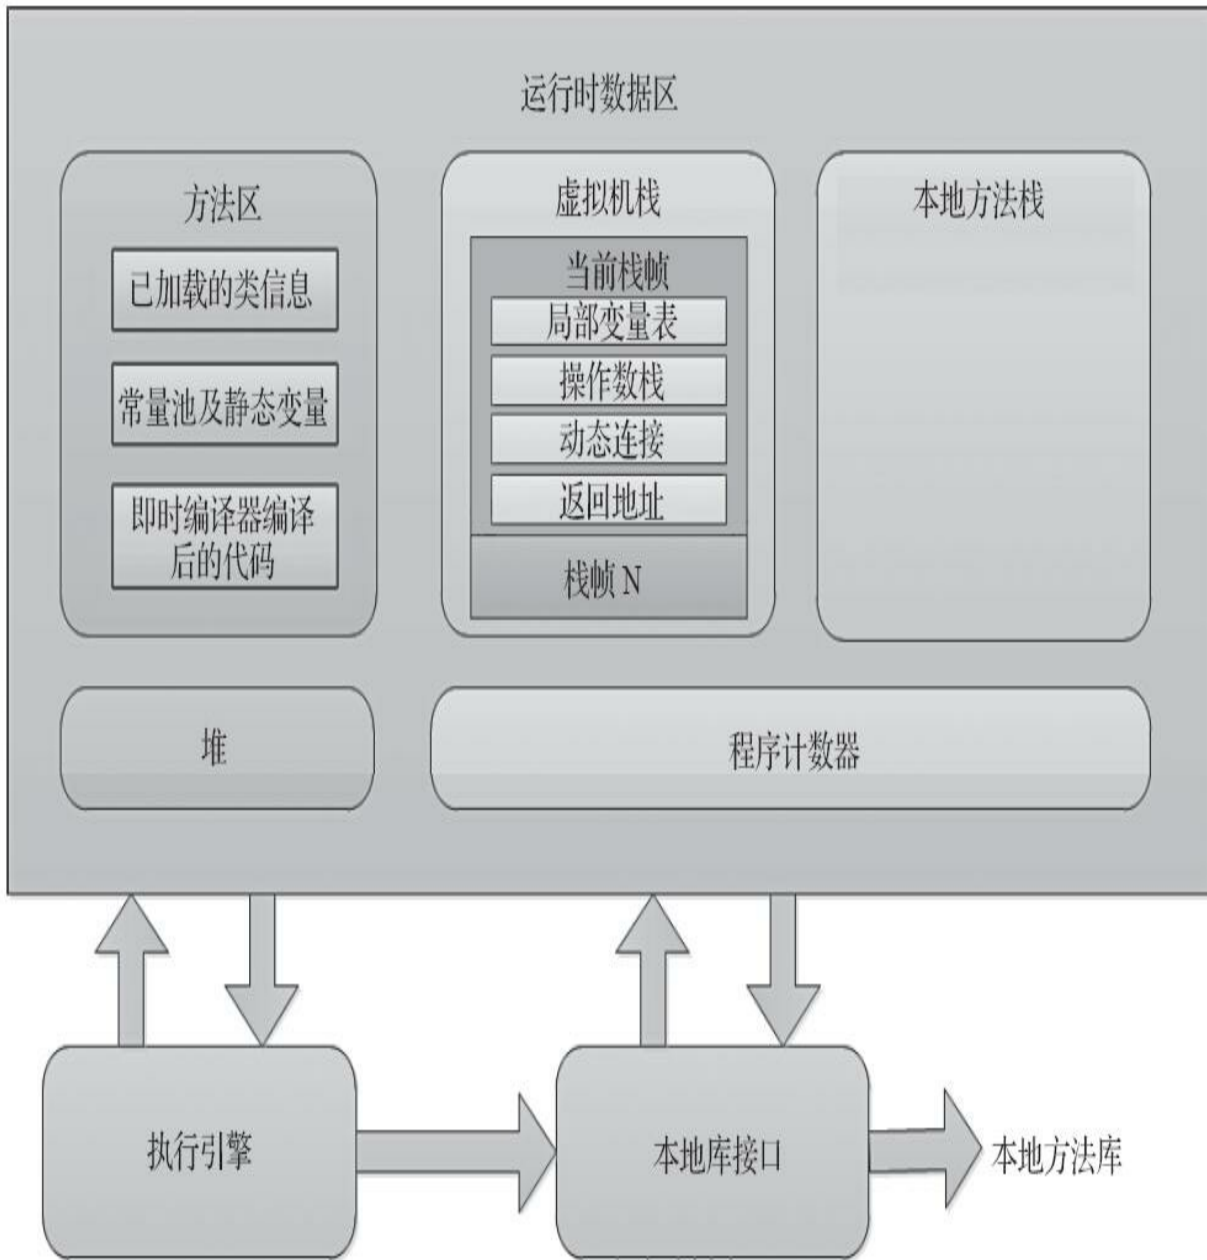 运行时数据区
方法区
已加载的类信息
常量池及静态变量
即时编译器编译
后的代码
虚拟机栈
当前栈帧
局部变量表
操作数栈
动态连接
返回地址
栈帧 N
本地方法栈
堆
程序计数器
执行引擎
本地库接口
本地方法库